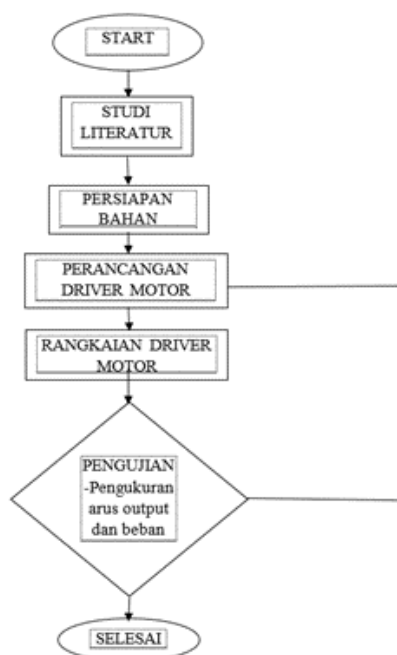 START
STUDI
LITERATUR
PERSIAPAN
BAHAN
PERANCANGAN
DRIVER MOTOR
RANGKAIAN DRIVER
MOTOR
PENGUJIAN
-Pengukuran
arus output
dan beban
SELESAI